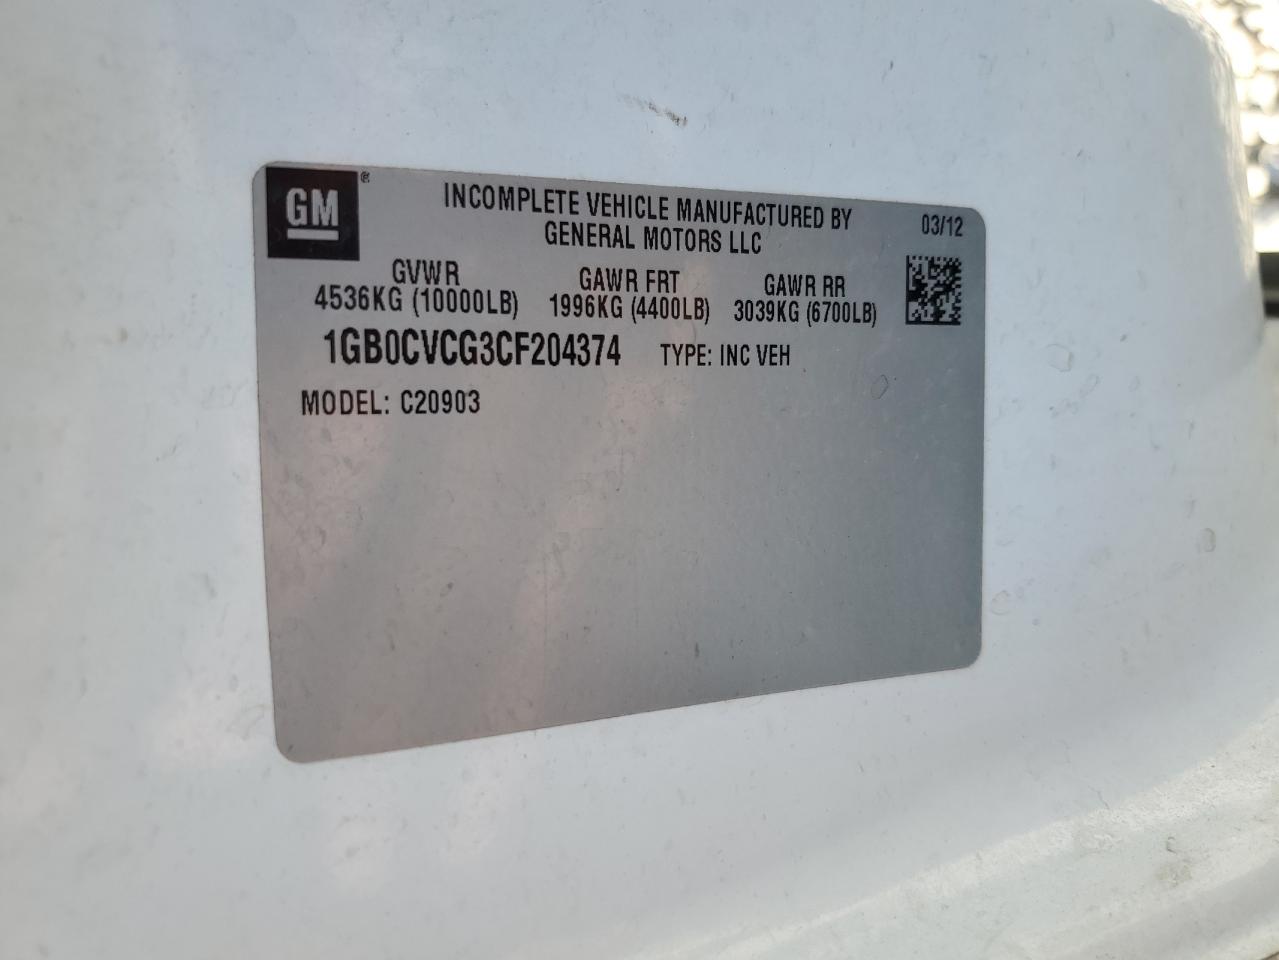 GM®
INCOMPLETE VEHICLE MANUFACTURED BY
GENERAL MOTORS LLC
03/12
GVWR GAWR FRT GAWR RR
4536KG (10000LB) 1996KG (4400LB) 3039KG (6700LB)
1GB0CVCG3CF204374 TYPE: INC VEH
MODEL: C20903